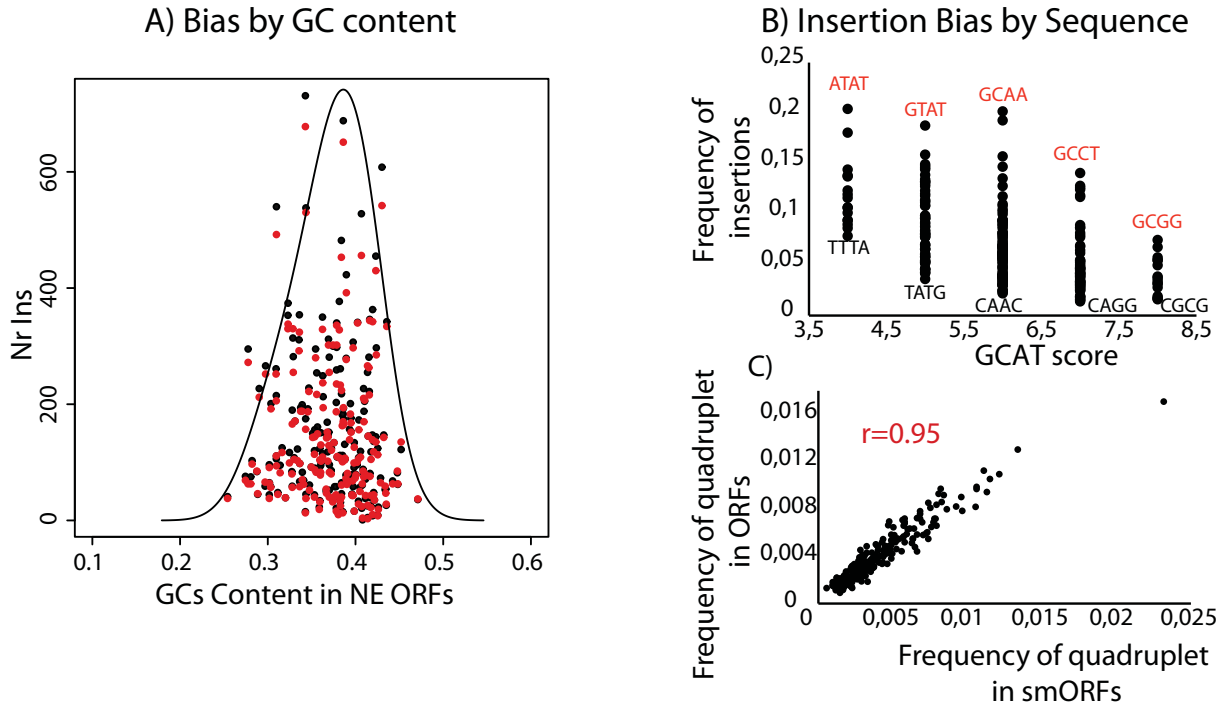 A) Bias by GC content
Nr Ins
600
400
200
0
0.1 0.2 0.3 0.4 0.5 0.6
GCs Content in NE ORFs
B) Insertion Bias by Sequence
Frequency of
insertions
0,25
0,2
0,15
0,1
0,05
0
ATAT
GTAT
GCAA
GCCT
GCGG
TTTA
TATG
CAAC
CAGG
CGCG
3,5 4,5 5,5 6,5 7,5 8,5
GCAT score
C)
Frequency of quadruplet
in ORFs
0,016
0,012
0,008
0,004
0
r=0.95
0 0,005 0,01 0,015 0,02 0,025
Frequency of quadruplet
in smORFs